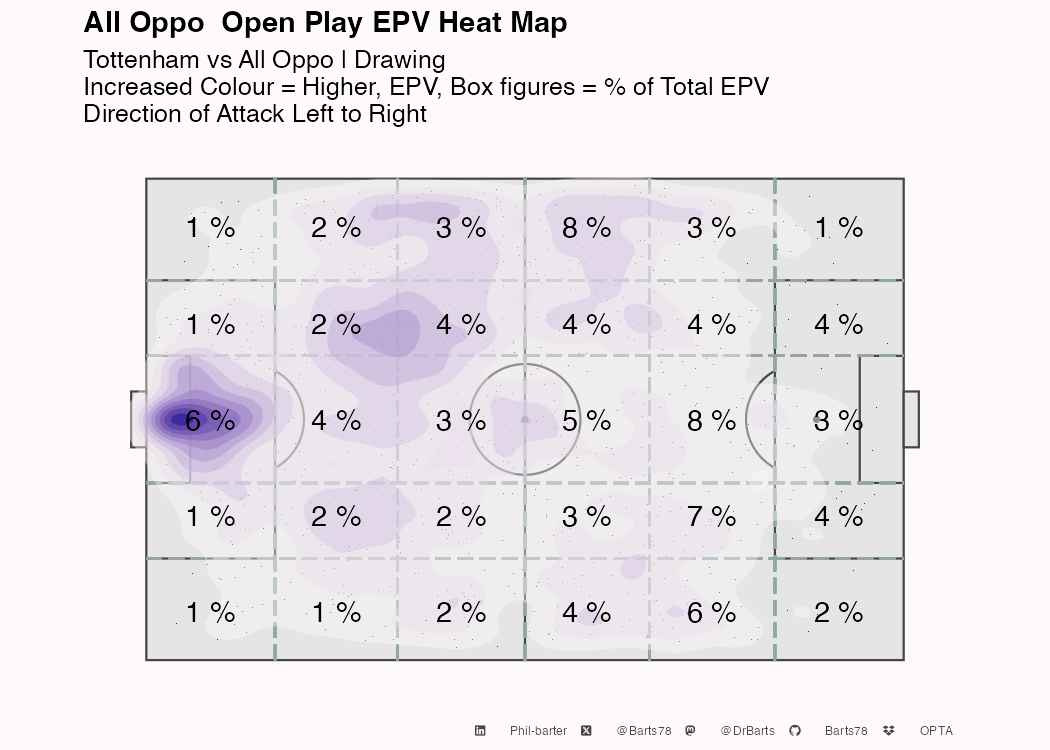 All Oppo  Open Play EPV Heat Map
Tottenham vs All Oppo | Drawing
Increased Colour = Higher, EPV, Box figures = % of Total EPV
Direction of Attack Left to Right
1 % 2 % 3 % 8 % 3 % 1 %
1 % 2 % 4 % 4 % 4 % 4 %
6 % 4 % 3 % 5 % 8 % 3 %
1 % 2 % 2 % 3 % 7 % 4 %
1 % 1 % 2 % 4 % 6 % 2 %
Phil-barter @Barts78 @DrBarts Barts78 OPTA